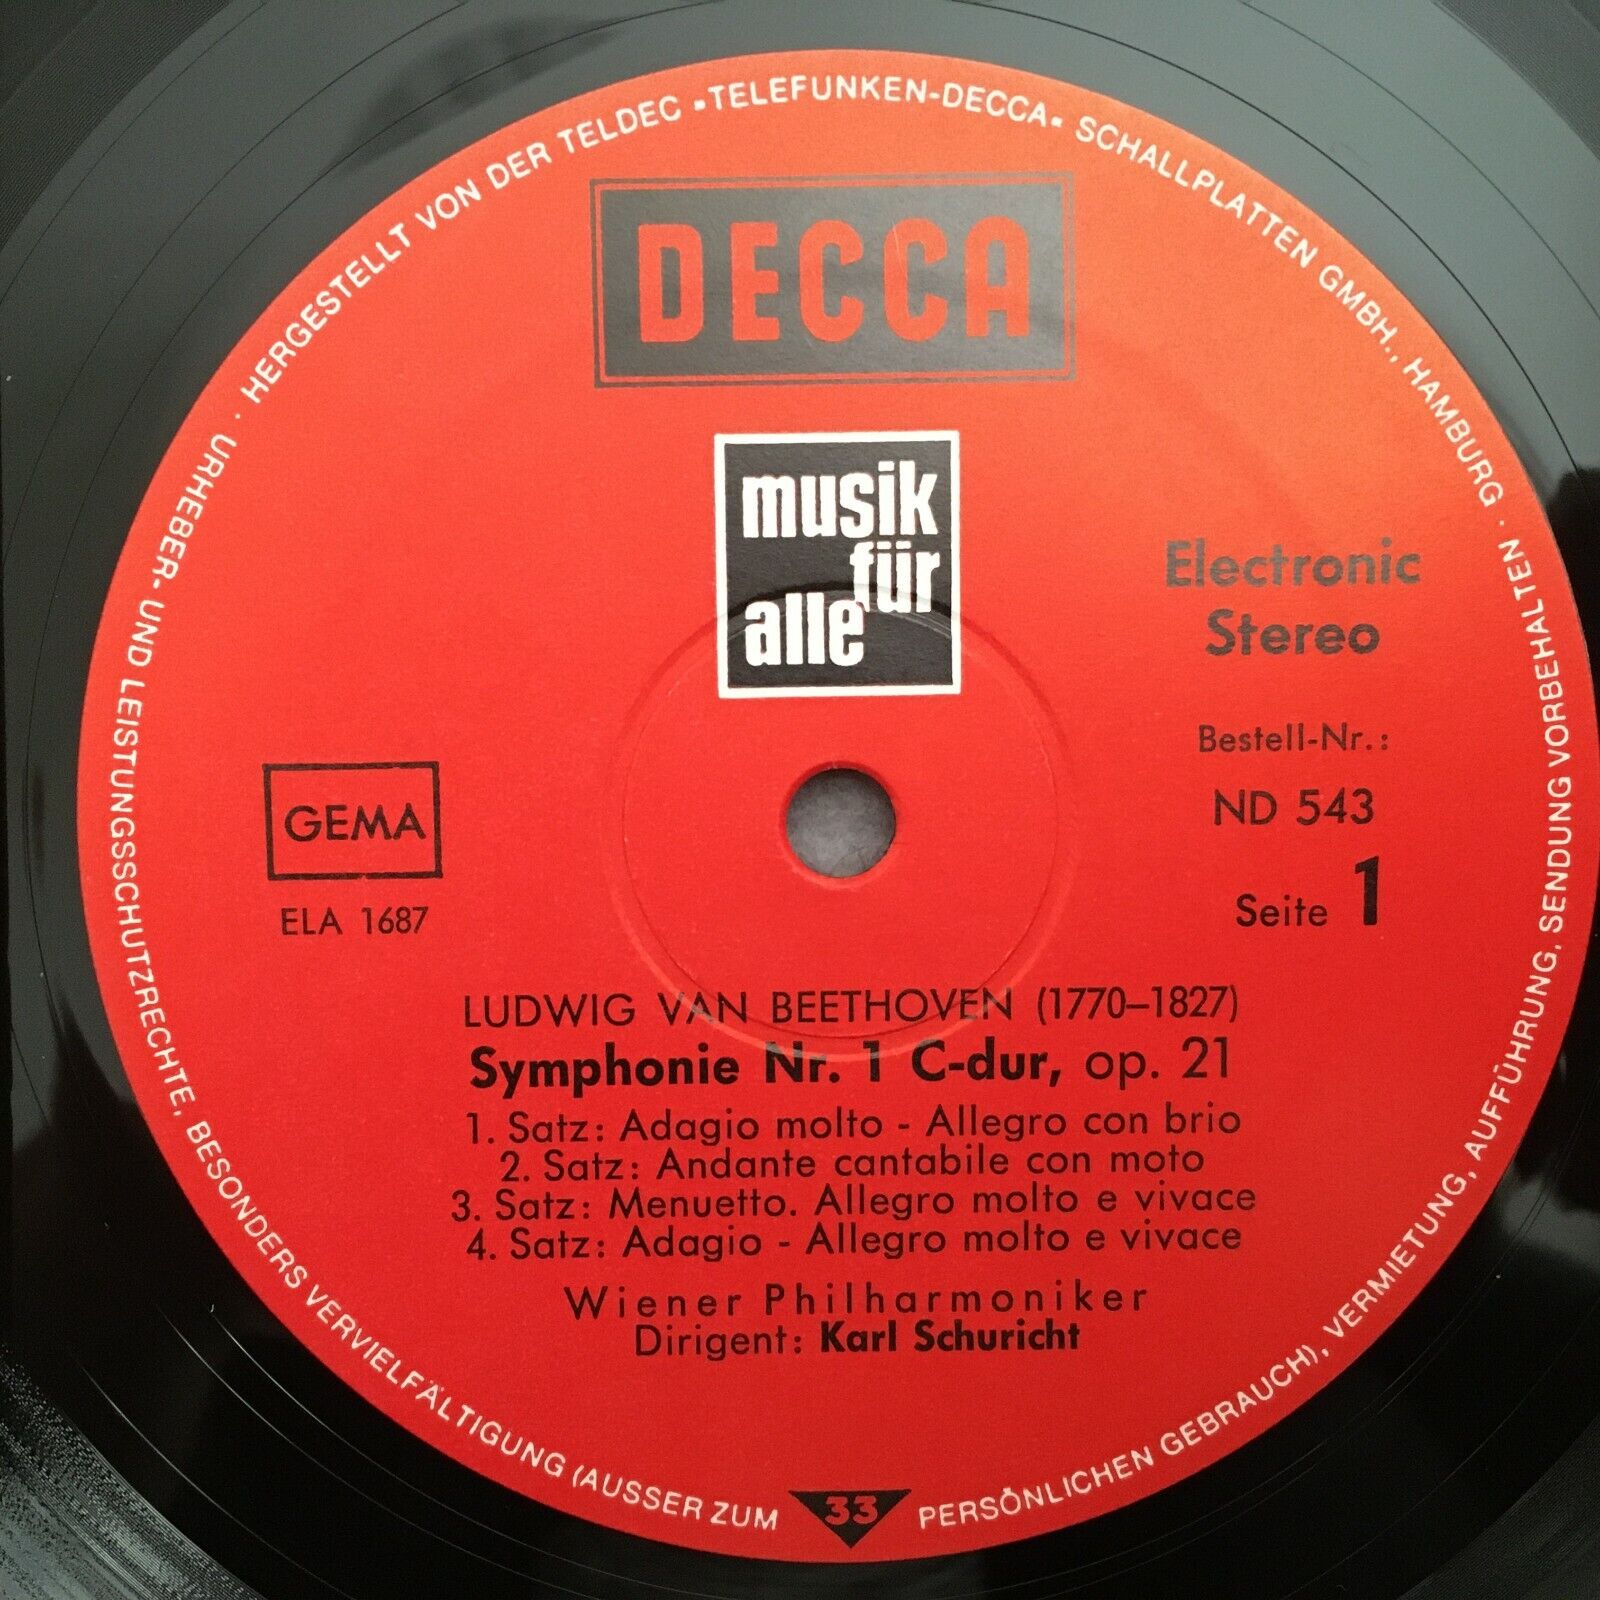 HERGESTELLT VON DER TELDEC •TELEFUNKEN-DECCA• SCHALLPLATTEN GMBH., HAMBURG ·
URHEBER- UND LEISTUNGSSCHUTZRECHTE, BESONDERS VERVIELFÄLTIGUNG (AUSSER ZUM PERSÖNLICHEN GEBRAUCH), VERMIETUNG, AUFFÜHRUNG, SENDUNG VORBEHALTEN ·
DECCA
musik
für
alle
Electronic
Stereo
Bestell-Nr.:
ND 543
Seite 1
GEMA
ELA 1687
LUDWIG VAN BEETHOVEN (1770–1827)
Symphonie Nr. 1 C-dur, op. 21
1. Satz: Adagio molto - Allegro con brio
2. Satz: Andante cantabile con moto
3. Satz: Menuetto. Allegro molto e vivace
4. Satz: Adagio - Allegro molto e vivace
Wiener Philharmoniker
Dirigent: Karl Schuricht
33